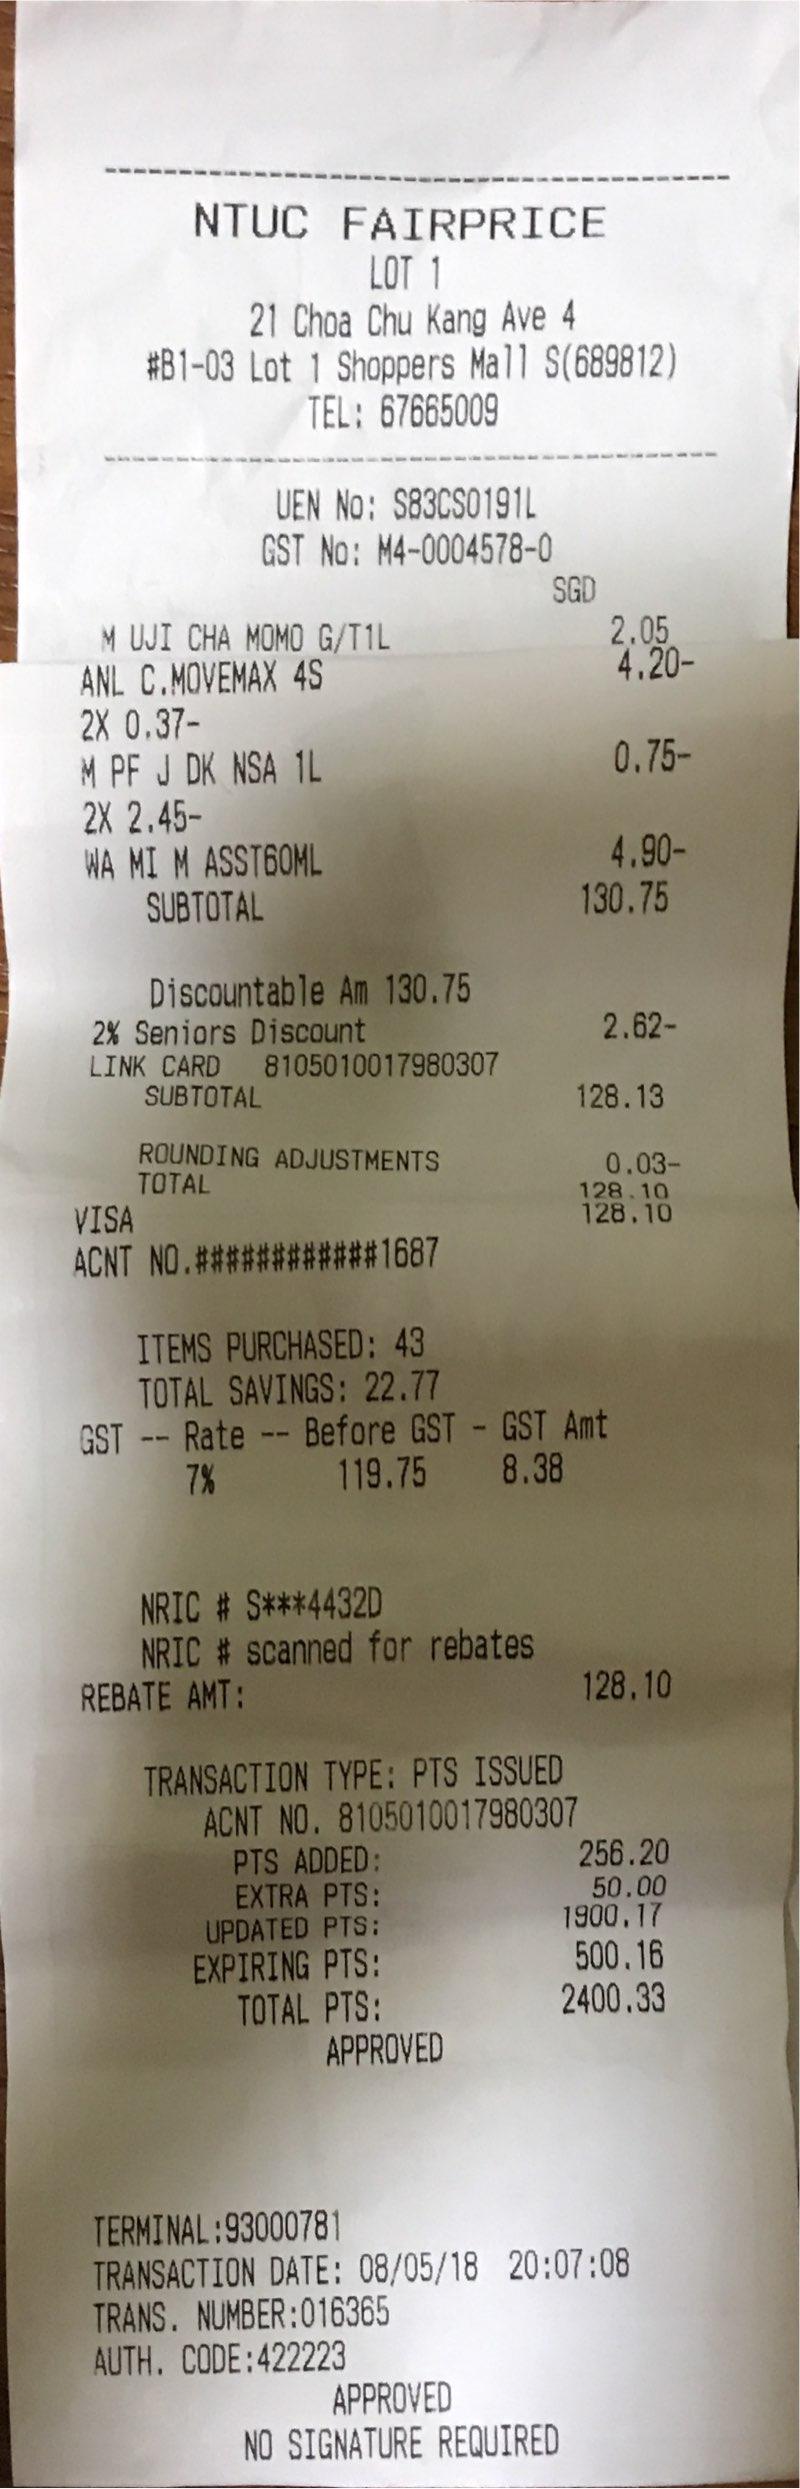 NTUC FAIRPRICE
LOT 1
21 Choa Chu Kang Ave 4
#B1-03 Lot 1 Shoppers Mall S(689812)
TEL: 67665009
UEN No: S83CS0191L
GST No: M4-0004578-0
SGD
M UJI CHA MOMO G/T1L 2.05
ANL C.MOVEMAX 4S 4.20-
2X 0.37-
M PF J DK NSA 1L 0.75-
2X 2.45-
WA MI M ASST60ML 4.90-
SUBTOTAL 130.75
Discountable Am 130.75
2% Seniors Discount 2.62-
LINK CARD 8105010017980307
SUBTOTAL 128.13
ROUNDING ADJUSTMENTS 0.03-
TOTAL 128.10
VISA 128.10
ACNT NO.############1687
ITEMS PURCHASED: 43
TOTAL SAVINGS: 22.77
GST -- Rate -- Before GST - GST Amt
7% 119.75 8.38
NRIC # S***4432D
NRIC # scanned for rebates
REBATE AMT: 128.10
TRANSACTION TYPE: PTS ISSUED
ACNT NO. 8105010017980307
PTS ADDED: 256.20
EXTRA PTS: 50.00
UPDATED PTS: 1900.17
EXPIRING PTS: 500.16
TOTAL PTS: 2400.33
APPROVED
TERMINAL:93000781
TRANSACTION DATE: 08/05/18 20:07:08
TRANS. NUMBER:016365
AUTH. CODE:422223
APPROVED
NO SIGNATURE REQUIRED